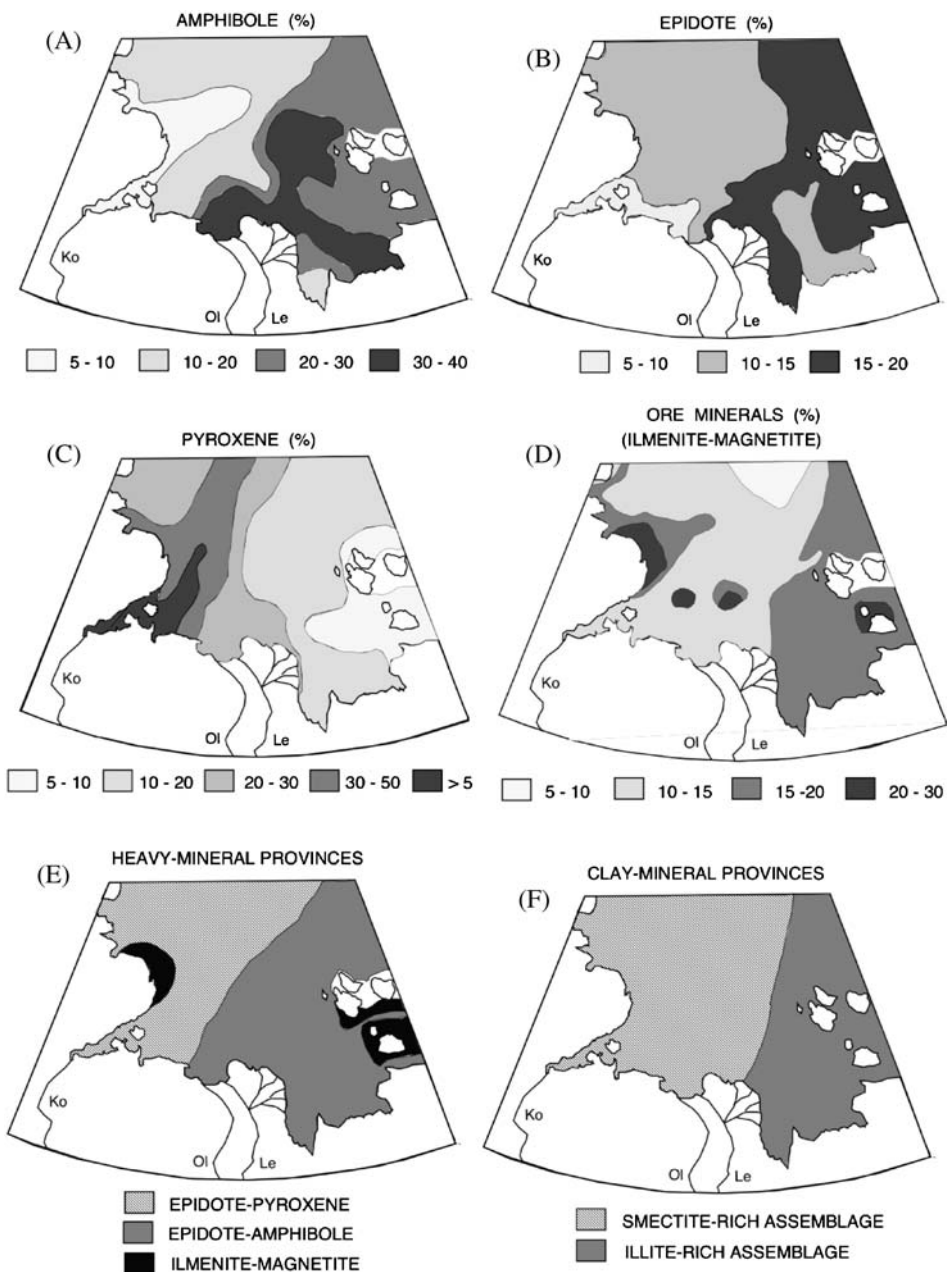 (A)
AMPHIBOLE (%)
Ko
Ol
Le
5 - 10
10 - 20
20 - 30
30 - 40
(B)
EPIDOTE (%)
Ko
Ol
Le
5 - 10
10 - 15
15 - 20
(C)
PYROXENE (%)
Ko
Ol
Le
5 - 10
10 - 20
20 - 30
30 - 50
> 5
(D)
ORE MINERALS (%)
(ILMENITE-MAGNETITE)
Ko
Ol
Le
5 - 10
10 - 15
15 -20
20 - 30
(E)
HEAVY-MINERAL PROVINCES
Ko
Ol
Le
EPIDOTE-PYROXENE
EPIDOTE-AMPHIBOLE
ILMENITE-MAGNETITE
(F)
CLAY-MINERAL PROVINCES
Ko
Ol
Le
SMECTITE-RICH ASSEMBLAGE
ILLITE-RICH ASSEMBLAGE